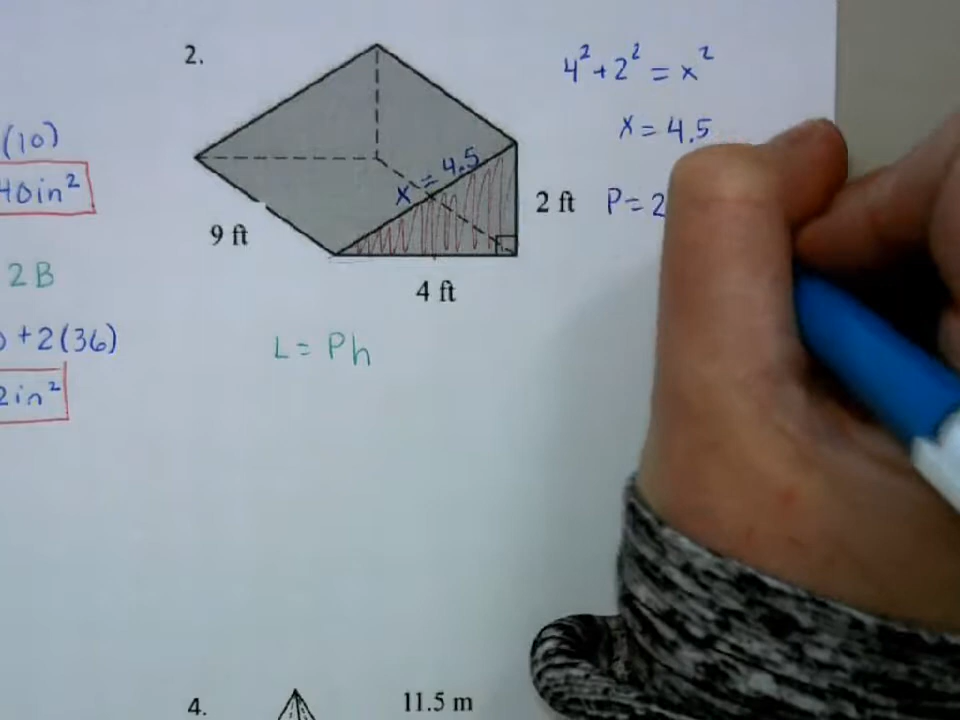 2.
4² + 2² = x²
x = 4.5
(10)
40in²
x = 4.5
2 ft
P = 2
9 ft
2B
4 ft
+ 2(36)
L = Ph
2in²
4.
11.5 m